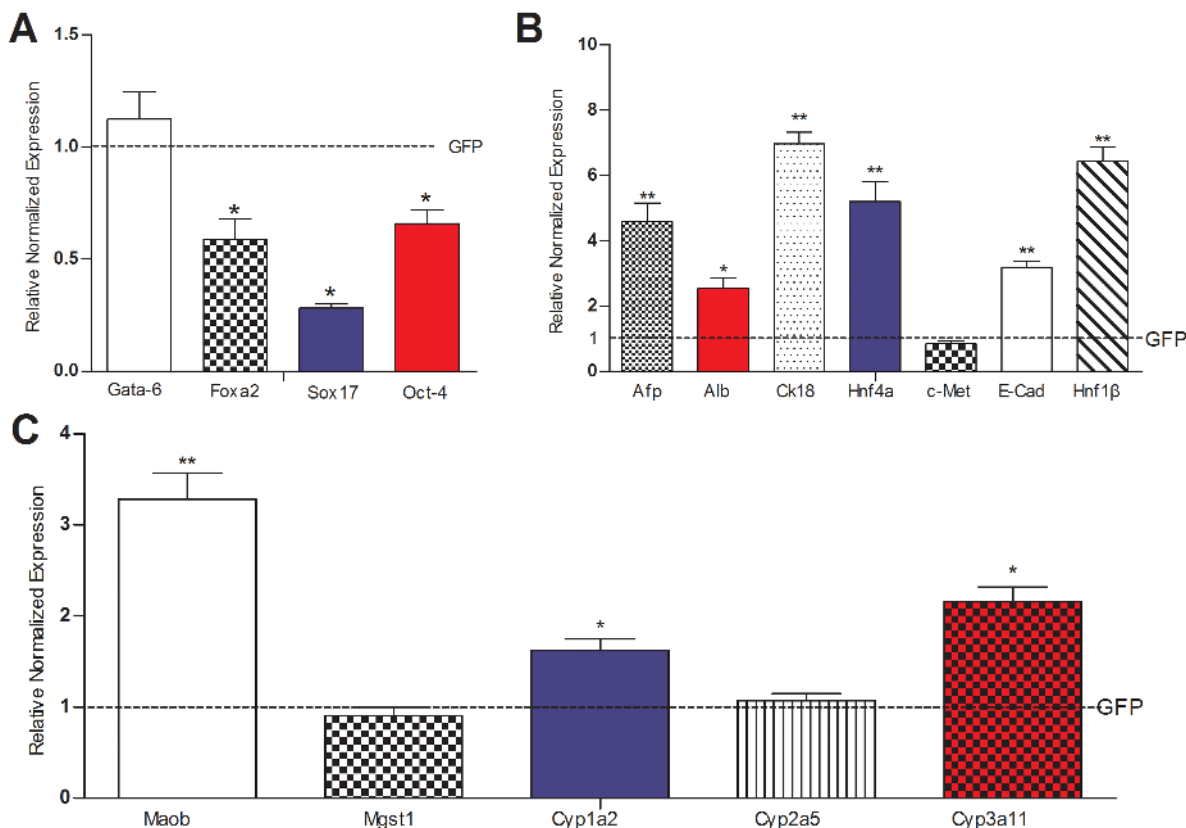 A
Relative Normalized Expression
1.5
1.0
0.5
0.0
GFP
*
*
*
Gata-6 Foxa2 Sox17 Oct-4
B
Relative Normalized Expression
10
8
6
4
2
1
0
**
*
**
**
**
**
GFP
Afp Alb Ck18 Hnf4a c-Met E-Cad Hnf1β
C
Relative Normalized Expression
4
3
2
1
0
**
*
*
GFP
Maob Mgst1 Cyp1a2 Cyp2a5 Cyp3a11